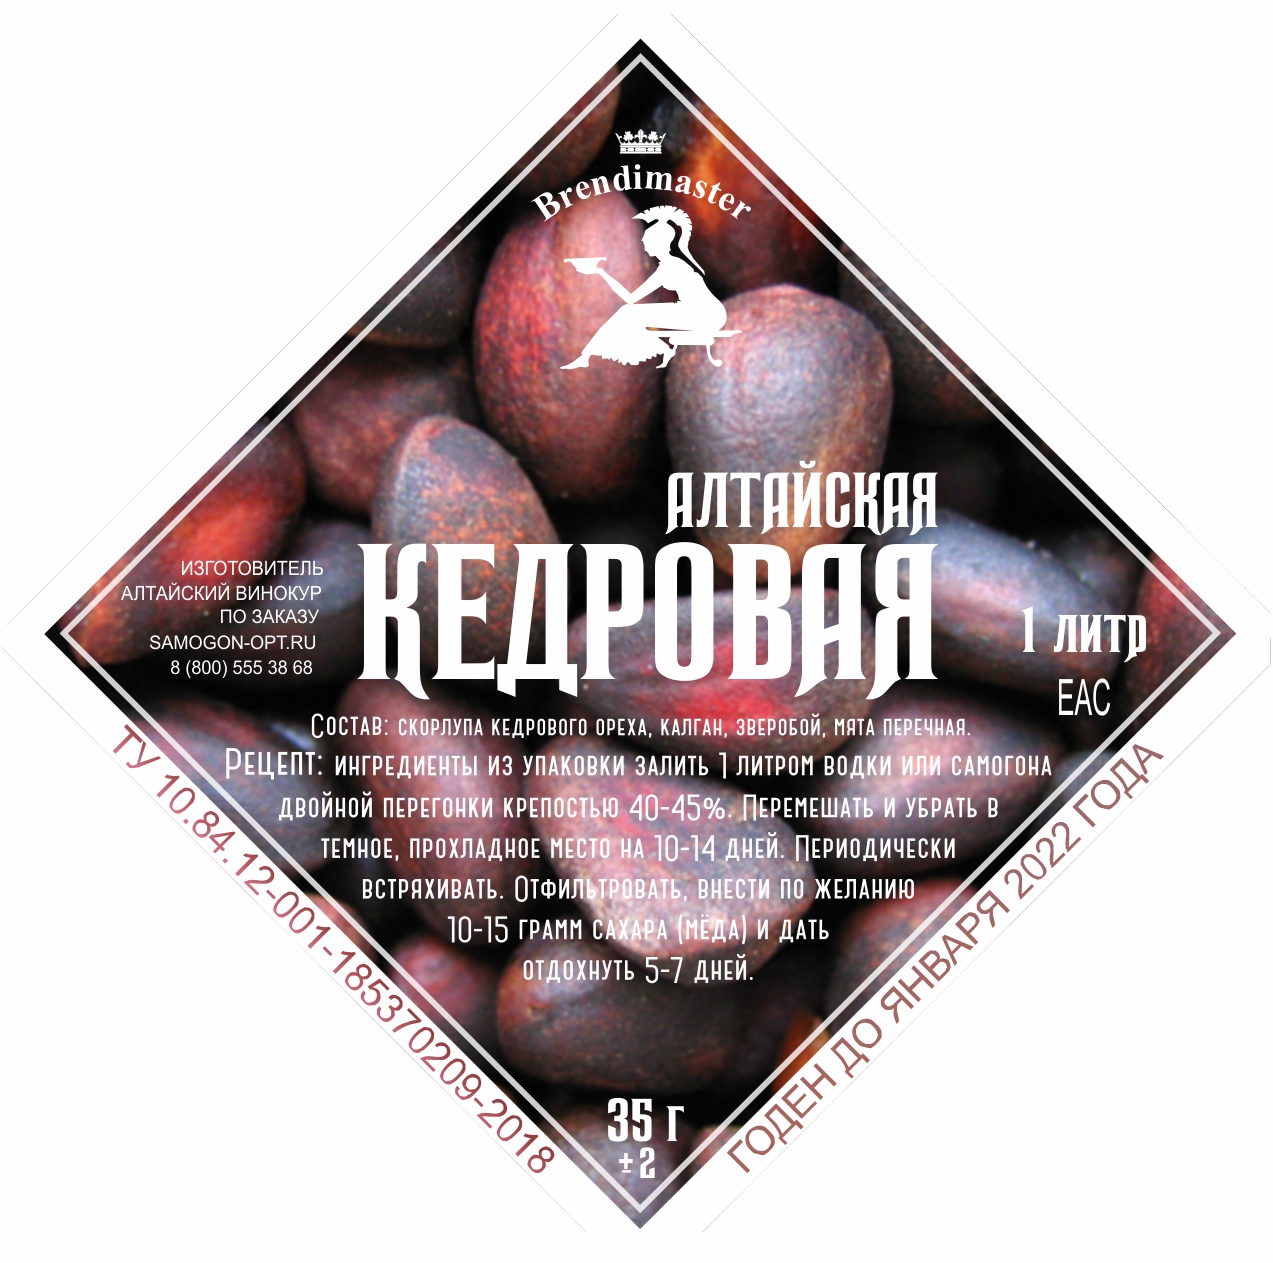 Brendimaster
АЛТАЙСКАЯ
КЕДРОВАЯ
ИЗГОТОВИТЕЛЬ
АЛТАЙСКИЙ ВИНОКУР
ПО ЗАКАЗУ
SAMOGON-OPT.RU
8 (800) 555 38 68
1 литр
ЕАС
Состав: скорлупа кедрового ореха, калган, зверобой, мята перечная.
Рецепт: ингредиенты из упаковки залить 1 литром водки или самогона
двойной перегонки крепостью 40-45%. Перемешать и убрать в
темное, прохладное место на 10-14 дней. Периодически
встряхивать. Отфильтровать, внести по желанию
10-15 грамм сахара (мёда) и дать
отдохнуть 5-7 дней.
35 г
±2
ТУ 10.84.12-001-185370209-2018
ГОДЕН ДО ЯНВАРЯ 2022 ГОДА